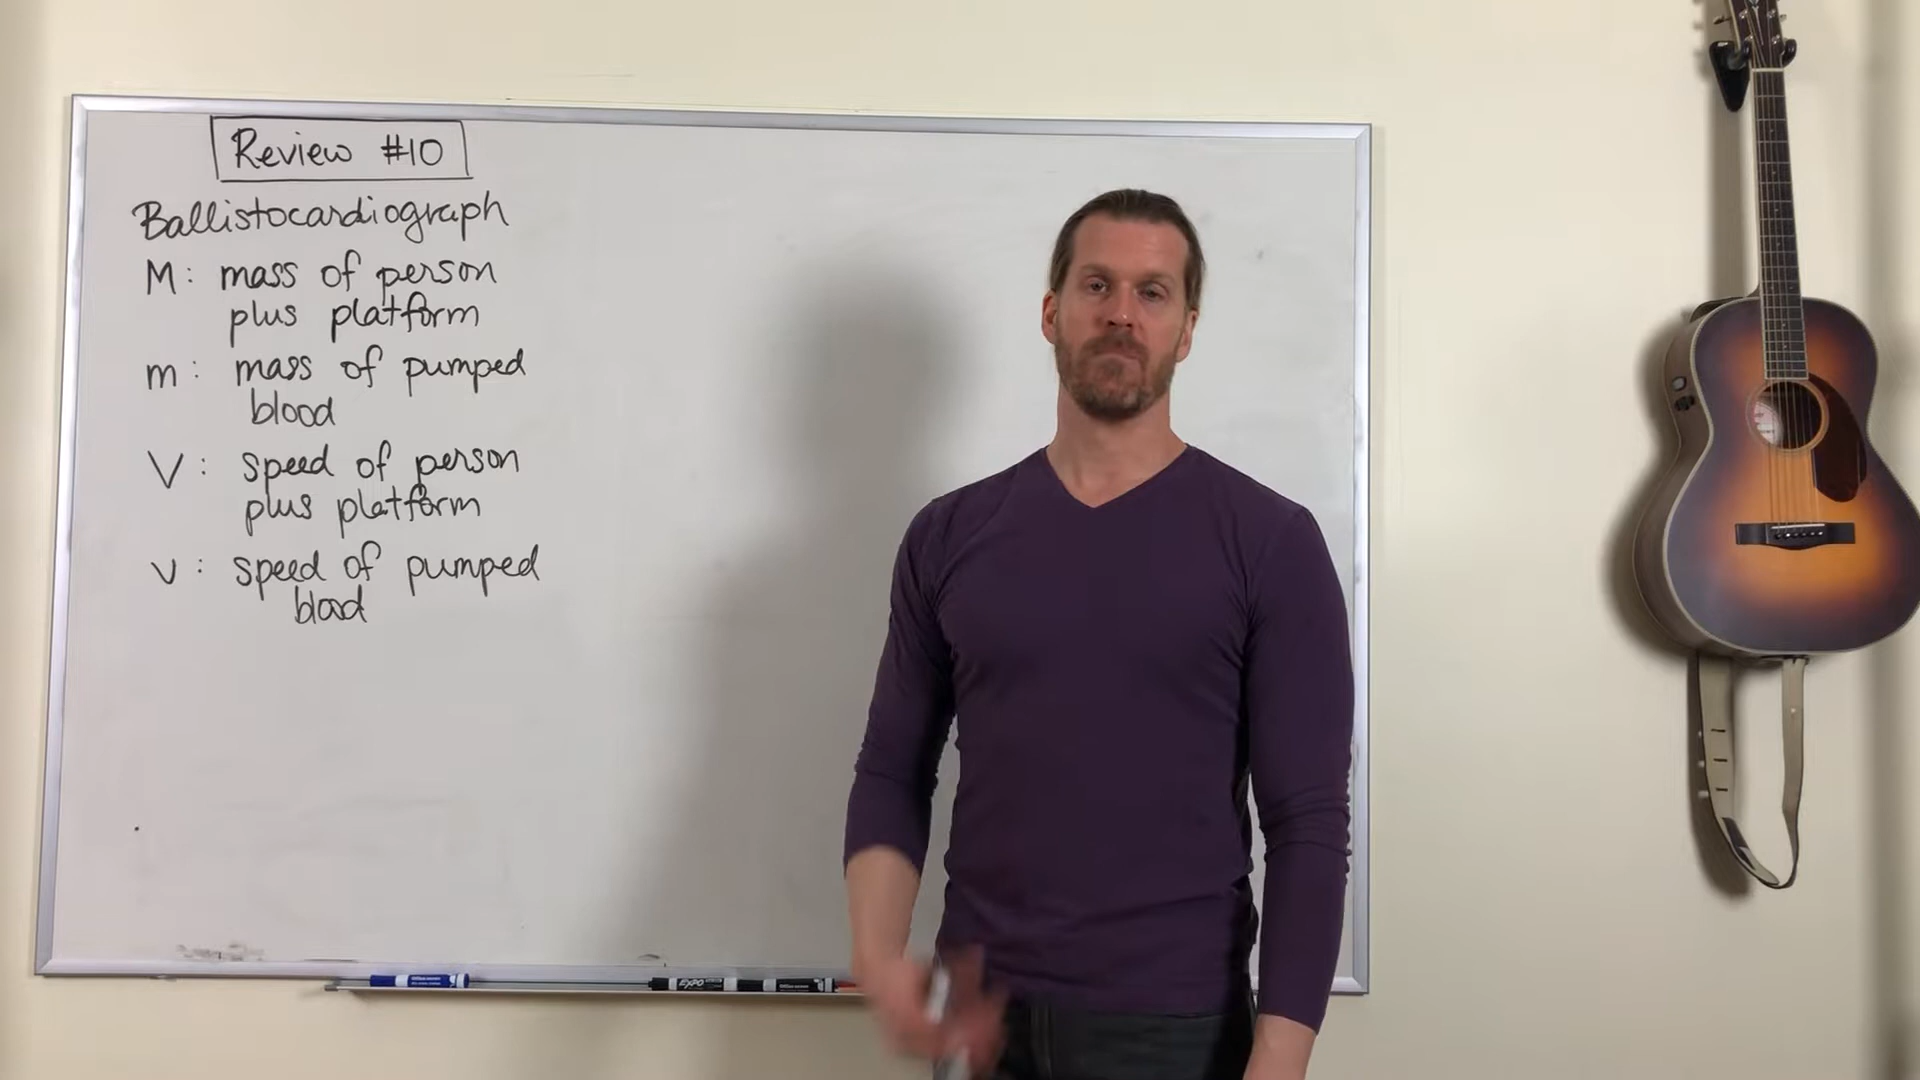 Review #10
Ballistocardiograph
M: mass of person
plus platform
m: mass of pumped
blood
V: speed of person
plus platform
v: speed of pumped
blood
EXPO